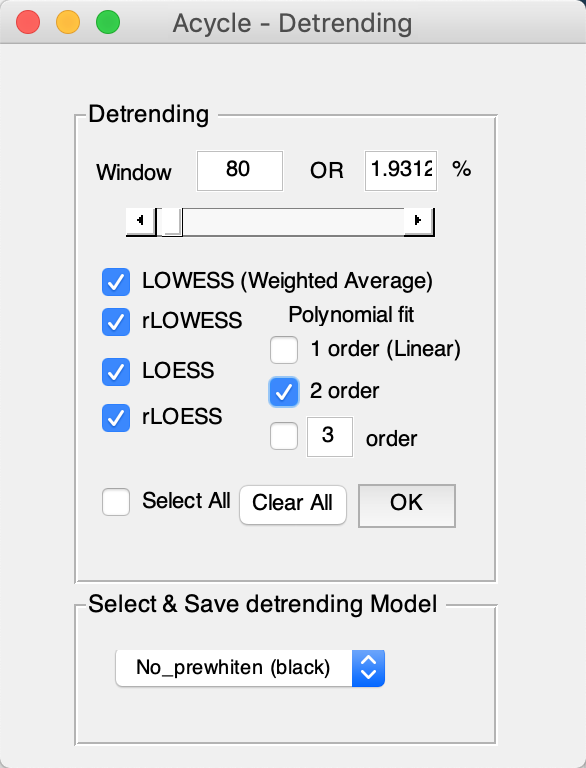 Acycle - Detrending
Detrending
Window 80 OR 1.9312 %
LOWESS (Weighted Average)
rLOWESS
Polynomial fit
1 order (Linear)
LOESS
2 order
rLOESS
3 order
Select All Clear All OK
Select & Save detrending Model
No_prewhiten (black)